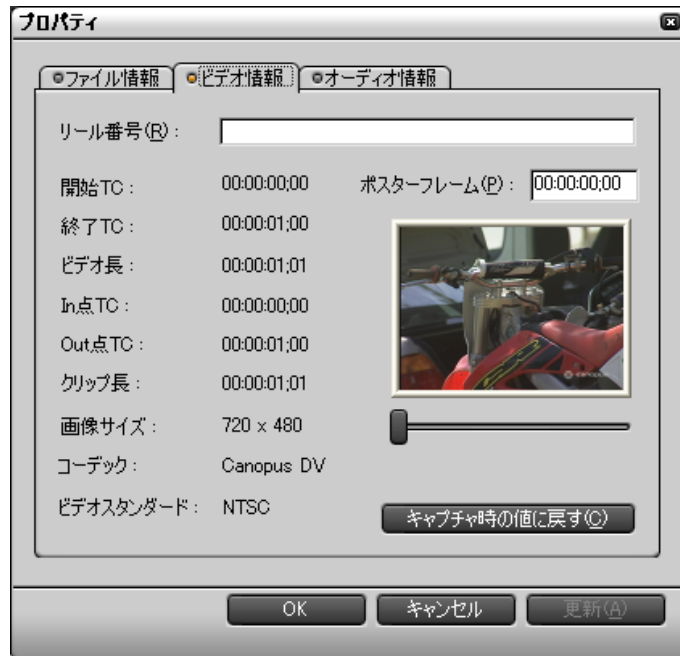 プロパティ
ファイル情報 ビデオ情報 オーディオ情報
リール番号(R):
開始TC: 00:00:00;00 ポスターフレーム(P): 00:00:00;00
終了TC: 00:00:01;00
ビデオ長: 00:00:01;01
In点TC: 00:00:00;00
Out点TC: 00:00:01;00
クリップ長: 00:00:01;01
画像サイズ: 720 x 480
コーデック: Canopus DV
ビデオスタンダード: NTSC
canopus
キャプチャ時の値に戻す(C)
OK キャンセル 更新(A)